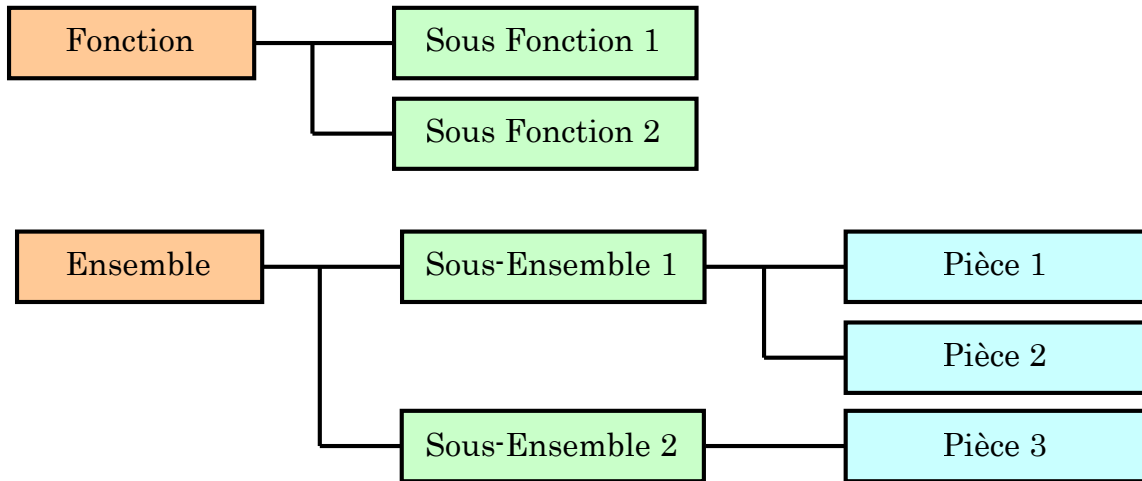 Fonction
Sous Fonction 1
Sous Fonction 2
Ensemble
Sous-Ensemble 1
Pièce 1
Pièce 2
Sous-Ensemble 2
Pièce 3